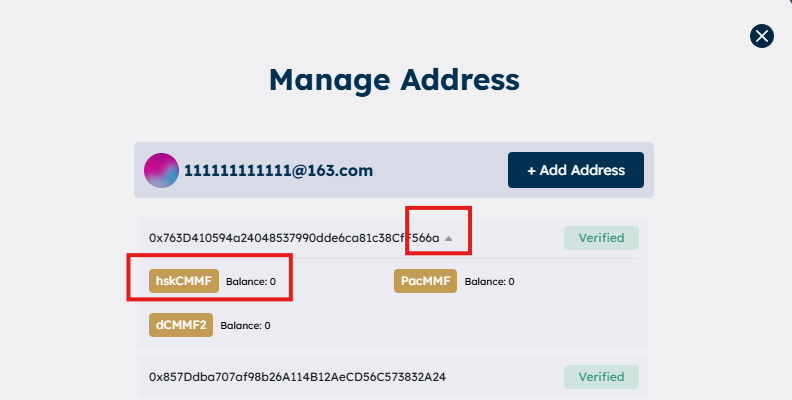 Manage Address
111111111111@163.com
+ Add Address
0x763D410594a24048537990dde6ca81c38CfF566a
Verified
hskCMMF Balance: 0
PacMMF Balance: 0
dCMMF2 Balance: 0
0x857Ddba707af98b26A114B12AeCD56C573832A24
Verified